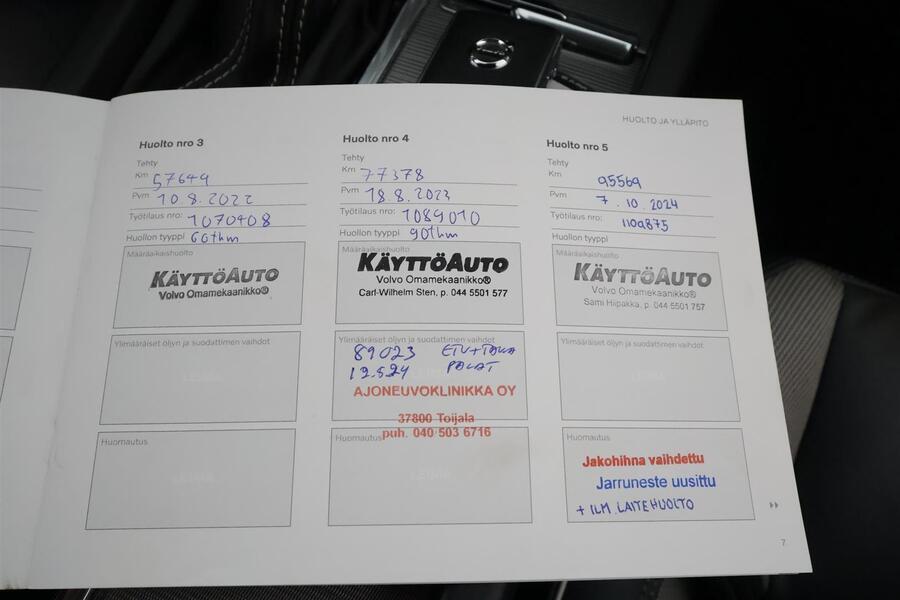 HUOLTO JA YLLÄPITO
Huolto nro 3
Tehty
Km 57644
Pvm 10.8.2022
Työtilaus nro: 1070408
Huollon tyyppi 60thm
Määräaikaishuolto
KÄYTTÖAUTO
Volvo Omamekaanikko®
Ylimääräiset öljyn ja suodattimen vaihdot
Huomautus
Huolto nro 4
Tehty
Km 77378
Pvm 18.8.2023
Työtilaus nro: 1089010
Huollon tyyppi 90thm
Määräaikaishuolto
KÄYTTÖAUTO
Volvo Omamekaanikko®
Carl-Wilhelm Sten, p. 044 5501 577
Ylimääräiset öljyn ja suodattimen vaihdot
89023 ETU+TAKA
12.5.24 PALAT
AJONEUVOKLINIKKA OY
37800 Toijala
puh. 040 503 6716
Huomautus
Huolto nro 5
Tehty
Km 95569
Pvm 7.10.2024
Työtilaus nro: 1109875
Huollon tyyppi
Määräaikaishuolto
KÄYTTÖAUTO
Volvo Omamekaanikko®
Sami Hiipakka, p. 044 5501 757
Ylimääräiset öljyn ja suodattimen vaihdot
Huomautus
Jakohihna vaihdettu
Jarruneste uusittu
+ ILM.LAITEHUOLTO
7